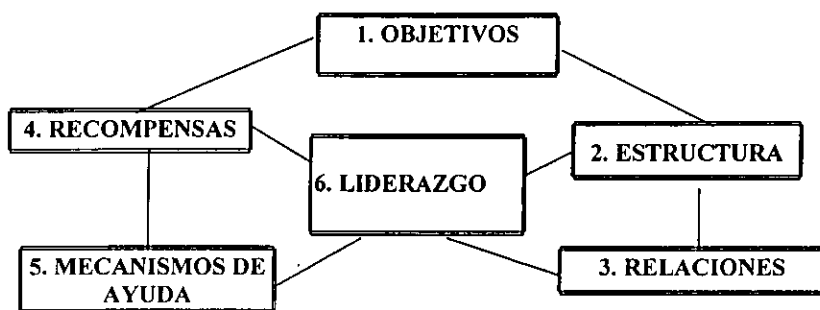 1. OBJETIVOS
4. RECOMPENSAS
2. ESTRUCTURA
6. LIDERAZGO
5. MECANISMOS DE
AYUDA
3. RELACIONES